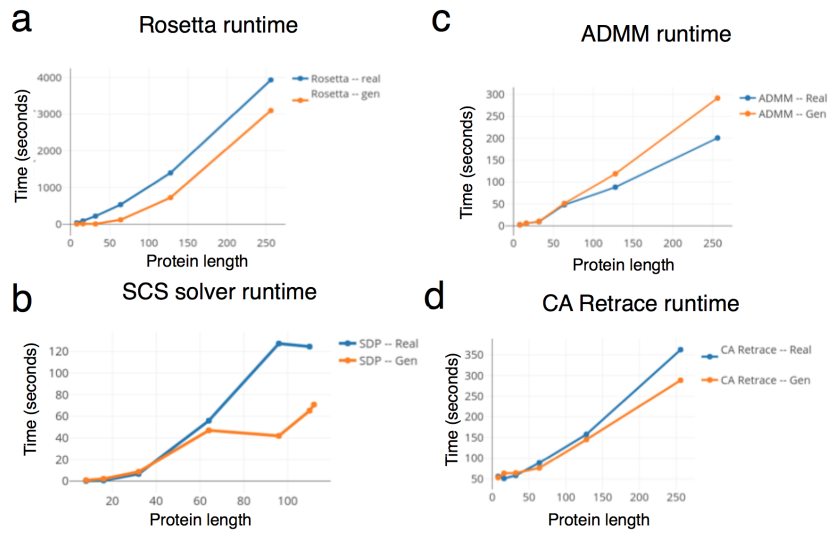 a
Rosetta runtime
Time (seconds)
4000
3000
2000
1000
0
0 50 100 150 200 250
Protein length
Rosetta -- real
Rosetta -- gen
c
ADMM runtime
Time (seconds)
300
250
200
150
100
50
0
0 50 100 150 200 250
Protein length
ADMM -- Real
ADMM -- Gen
b
SCS solver runtime
Time (seconds)
120
100
80
60
40
20
0
20 40 60 80 100
Protein length
SDP -- Real
SDP -- Gen
d
CA Retrace runtime
Time (seconds)
350
300
250
200
150
100
50
0 50 100 150 200 250
Protein length
CA Retrace -- Real
CA Retrace -- Gen